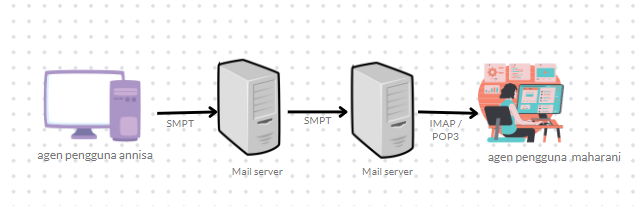 SMPT
SMPT
IMAP /
POP3
agen pengguna annisa
Mail server
Mail server
agen pengguna maharani